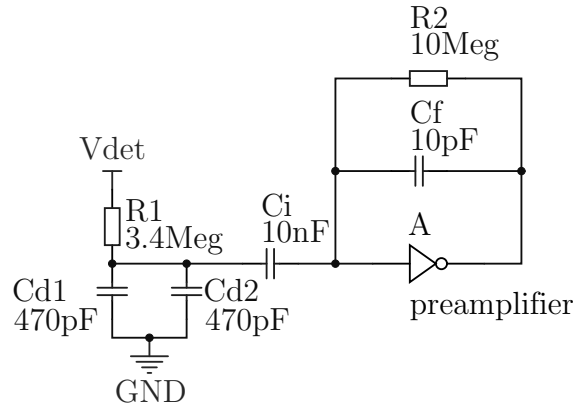 R2
10Meg
Cf
10pF
Vdet
R1
3.4Meg
Ci
10nF
A
Cd1
470pF
Cd2
470pF
preamplifier
GND